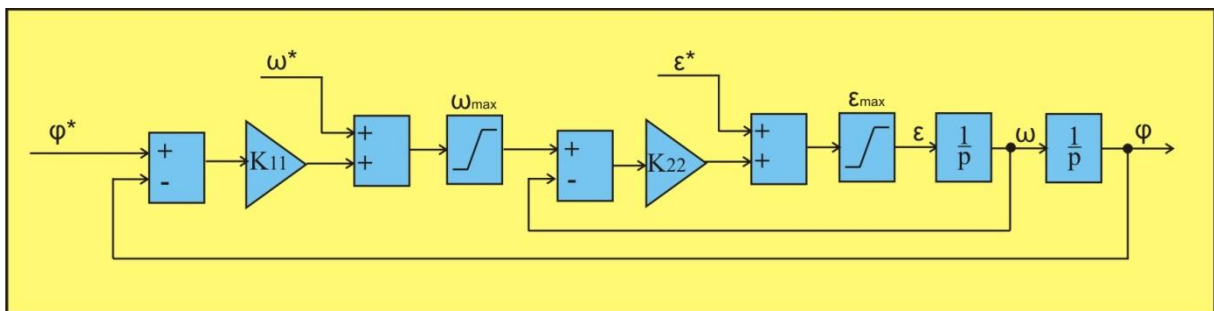 φ*
+
-
K11
ω*
+
+
ωmax
+
-
K22
ε*
+
+
εmax
ε
1
p
ω
1
p
φ